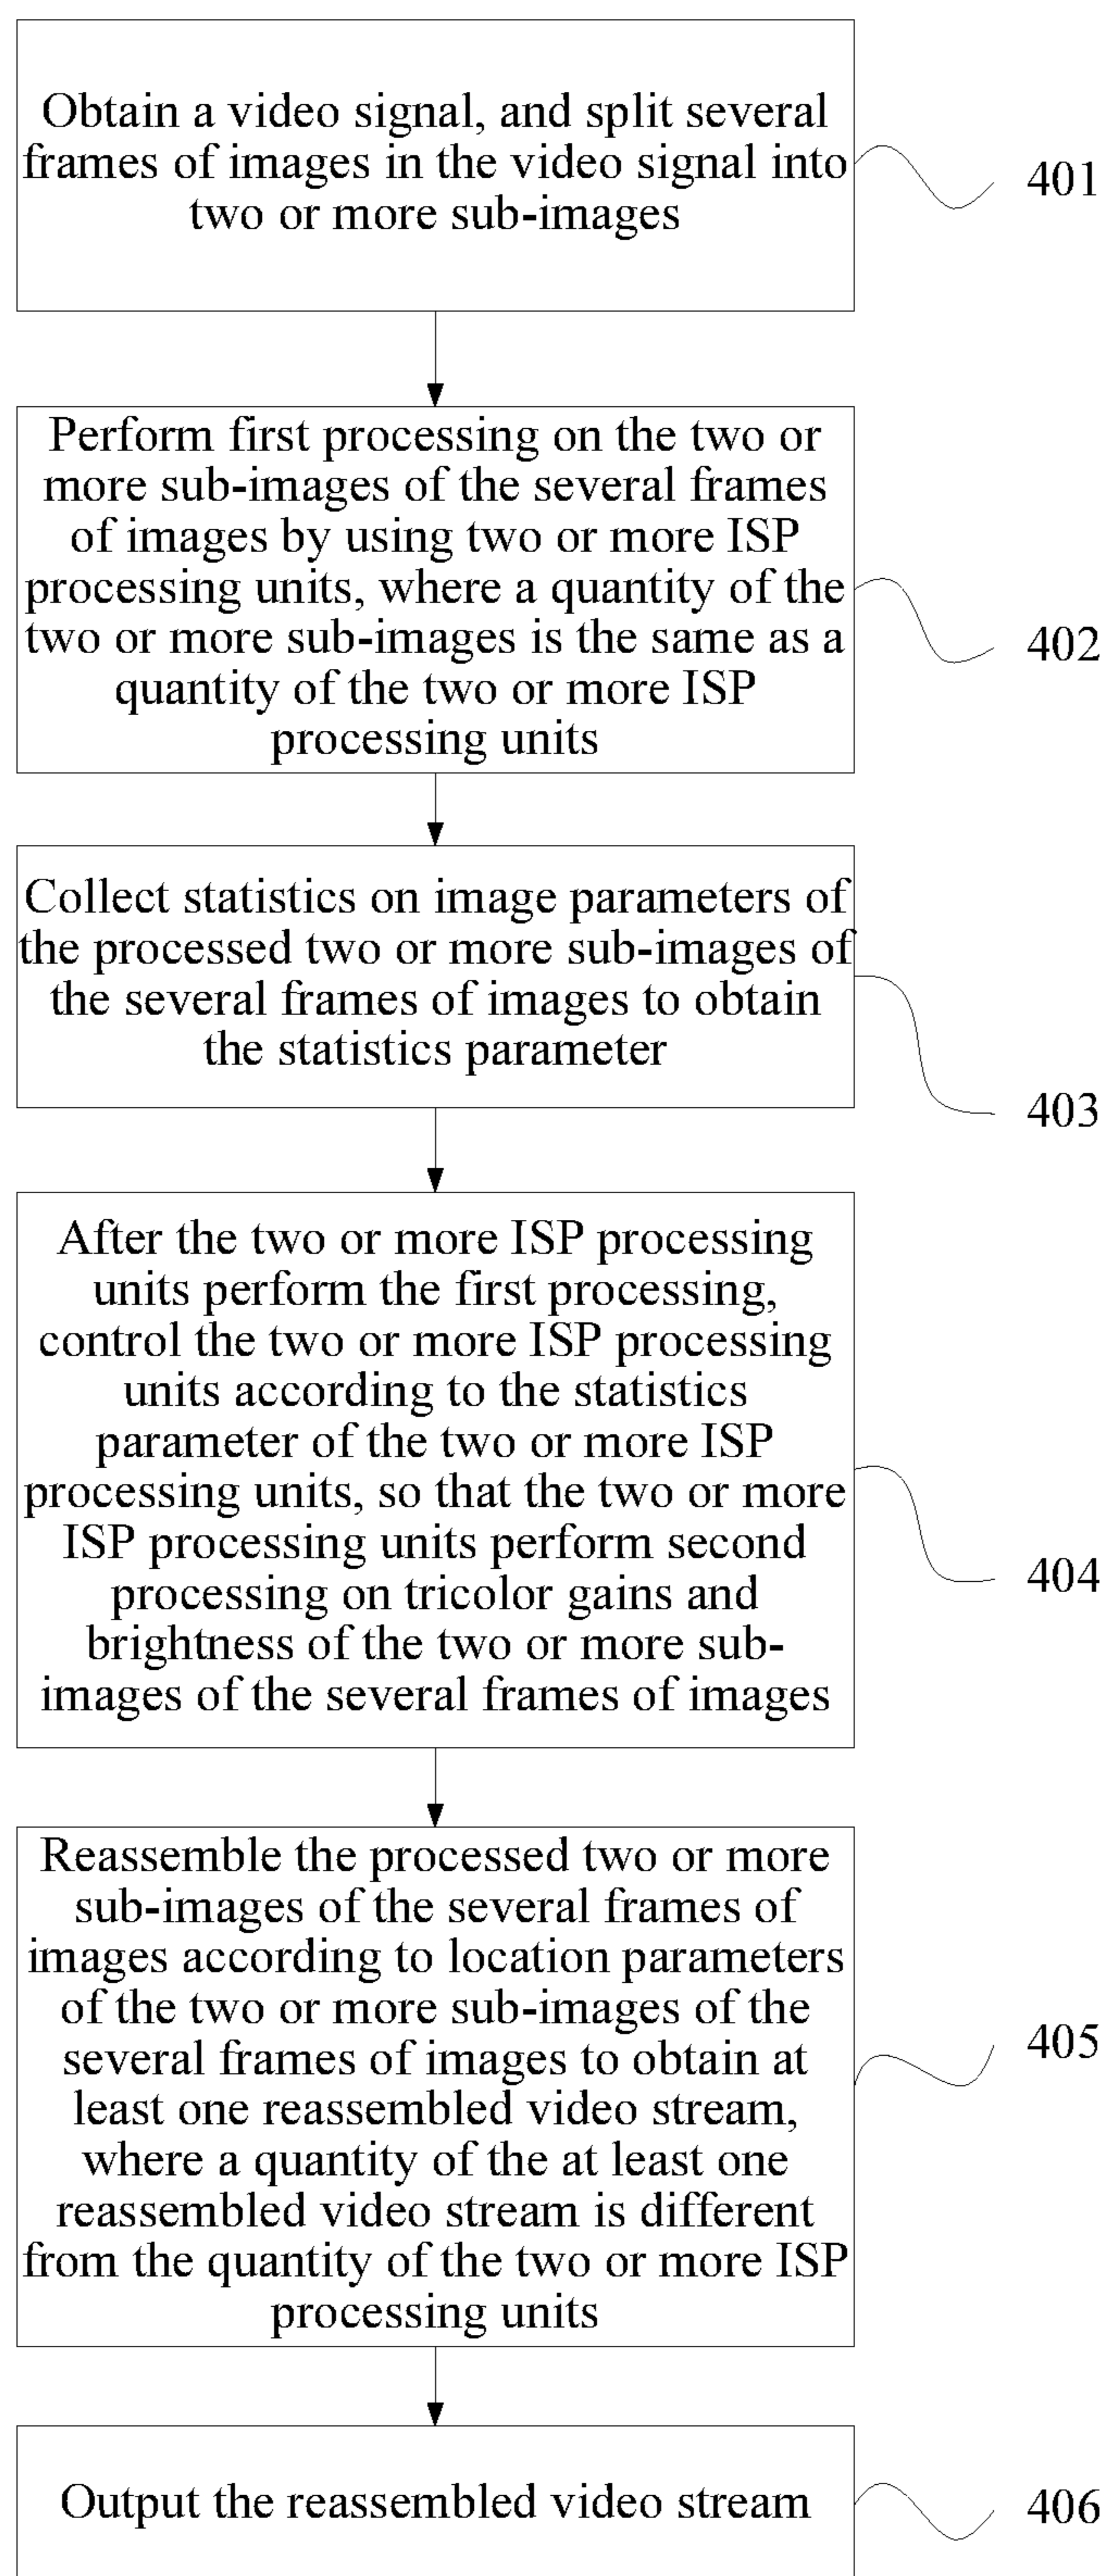 Obtain a video signal, and split several
frames of images in the video signal into
two or more sub-images
401
Perform first processing on the two or
more sub-images of the several frames
of images by using two or more ISP
processing units, where a quantity of the
two or more sub-images is the same as a
quantity of the two or more ISP
processing units
402
Collect statistics on image parameters of
the processed two or more sub-images of
the several frames of images to obtain
the statistics parameter
403
After the two or more ISP processing
units perform the first processing,
control the two or more ISP processing
units according to the statistics
parameter of the two or more ISP
processing units, so that the two or more
ISP processing units perform second
processing on tricolor gains and
brightness of the two or more sub-
images of the several frames of images
404
Reassemble the processed two or more
sub-images of the several frames of
images according to location parameters
of the two or more sub-images of the
several frames of images to obtain at
least one reassembled video stream,
where a quantity of the at least one
reassembled video stream is different
from the quantity of the two or more ISP
processing units
405
Output the reassembled video stream
406